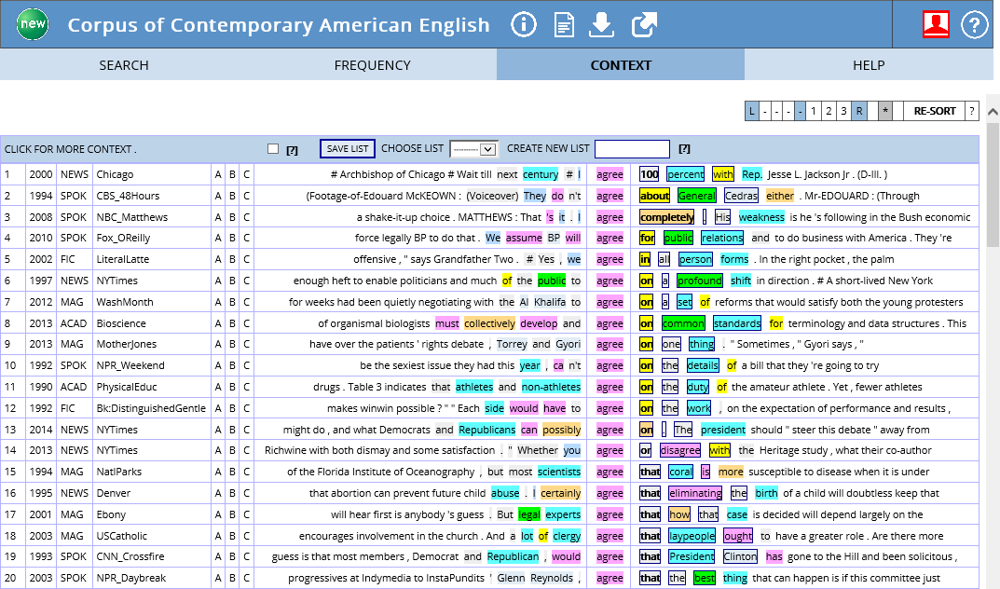 new Corpus of Contemporary American English i ?
SEARCH FREQUENCY CONTEXT HELP
L - - - - 1 2 3 R * RE-SORT ?
CLICK FOR MORE CONTEXT . [?] SAVE LIST CHOOSE LIST ---------- CREATE NEW LIST [?]
1 2000 NEWS Chicago A B C # Archbishop of Chicago # Wait till next century # I agree 100 percent with Rep. Jesse L. Jackson Jr . (D-Ill. )
2 1994 SPOK CBS_48Hours A B C (Footage-of-Edouard McKEOWN : (Voiceover) They do n't agree about General Cedras either . Mr-EDOUARD : (Through
3 2008 SPOK NBC_Matthews A B C a shake-it-up choice . MATTHEWS : That 's it . I agree completely . His weakness is he 's following in the Bush economic
4 2010 SPOK Fox_OReilly A B C force legally BP to do that . We assume BP will agree for public relations and to do business with America . They 're
5 2002 FIC LiteralLatte A B C offensive , " says Grandfather Two . # Yes , we agree in all person forms . In the right pocket , the palm
6 1997 NEWS NYTimes A B C enough heft to enable politicians and much of the public to agree on a profound shift in direction . # A short-lived New York
7 2012 MAG WashMonth A B C for weeks had been quietly negotiating with the Al Khalifa to agree on a set of reforms that would satisfy both the young protesters
8 2013 ACAD Bioscience A B C of organismal biologists must collectively develop and agree on common standards for terminology and data structures . This
9 2013 MAG MotherJones A B C have over the patients ' rights debate , Torrey and Gyori agree on one thing . " Sometimes , " Gyori says , "
10 1992 SPOK NPR_Weekend A B C be the sexiest issue they had this year , ca n't agree on the details of a bill that they 're going to try
11 1990 ACAD PhysicalEduc A B C drugs . Table 3 indicates that athletes and non-athletes agree on the duty of the amateur athlete . Yet , fewer athletes
12 1992 FIC Bk:DistinguishedGentle A B C makes winwin possible ? " " Each side would have to agree on the work , on the expectation of performance and results ,
13 2014 NEWS NYTimes A B C might do , and what Democrats and Republicans can possibly agree on . The president should " steer this debate " away from
14 2013 NEWS NYTimes A B C Richwine with both dismay and some satisfaction . " Whether you agree or disagree with the Heritage study , what their co-author
15 1994 MAG NatlParks A B C of the Florida Institute of Oceanography , but most scientists agree that coral is more susceptible to disease when it is under
16 1995 NEWS Denver A B C that abortion can prevent future child abuse . I certainly agree that eliminating the birth of a child will doubtless keep that
17 2001 MAG Ebony A B C will hear first is anybody 's guess . But legal experts agree that how that case is decided will depend largely on the
18 2003 MAG USCatholic A B C encourages involvement in the church . And a lot of clergy agree that laypeople ought to have a greater role . Are there more
19 1993 SPOK CNN_Crossfire A B C guess is that most members , Democrat and Republican , would agree that President Clinton has gone to the Hill and been solicitous ,
20 2003 SPOK NPR_Daybreak A B C progressives at Indymedia to InstaPundits ' Glenn Reynolds , agree that the best thing that can happen is if this committee just